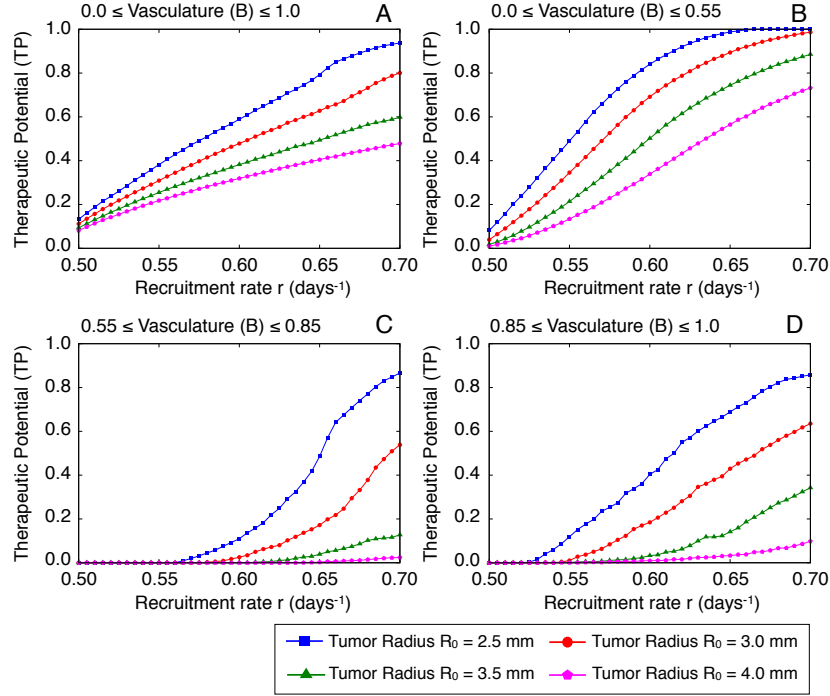 0.0 ≤ Vasculature (B) ≤ 1.0 A
Therapeutic Potential (TP)
1.0
0.8
0.6
0.4
0.2
0.0
0.50 0.55 0.60 0.65 0.70
Recruitment rate r (days⁻¹)
0.0 ≤ Vasculature (B) ≤ 0.55 B
Therapeutic Potential (TP)
1.0
0.8
0.6
0.4
0.2
0.0
0.50 0.55 0.60 0.65 0.70
Recruitment rate r (days⁻¹)
0.55 ≤ Vasculature (B) ≤ 0.85 C
Therapeutic Potential (TP)
1.0
0.8
0.6
0.4
0.2
0.0
0.50 0.55 0.60 0.65 0.70
Recruitment rate r (days⁻¹)
0.85 ≤ Vasculature (B) ≤ 1.0 D
Therapeutic Potential (TP)
1.0
0.8
0.6
0.4
0.2
0.0
0.50 0.55 0.60 0.65 0.70
Recruitment rate r (days⁻¹)
Tumor Radius R₀ = 2.5 mm Tumor Radius R₀ = 3.0 mm
Tumor Radius R₀ = 3.5 mm Tumor Radius R₀ = 4.0 mm